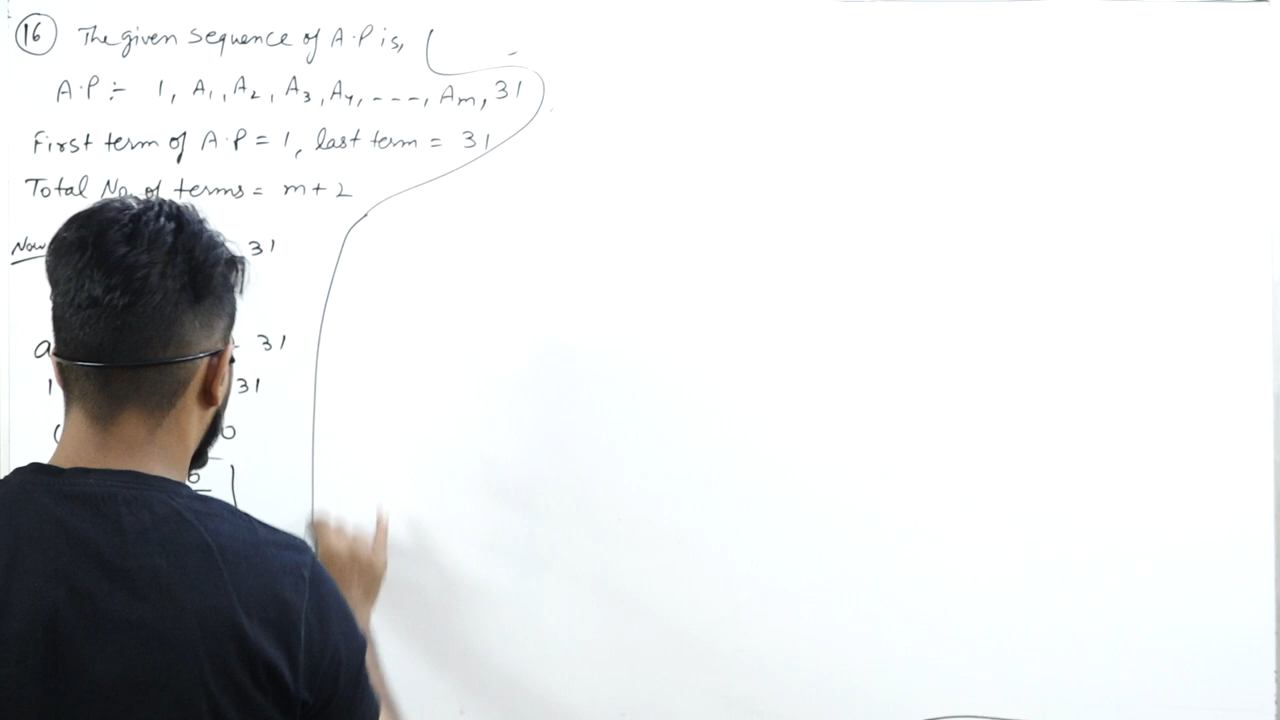 16 The given sequence of A.P is,
A.P :- 1, A1, A2, A3, A4, ----, Am, 31
First term of A.P = 1, last term = 31
Total No. of terms = m + 2
Now 31
a 31
1 31
0